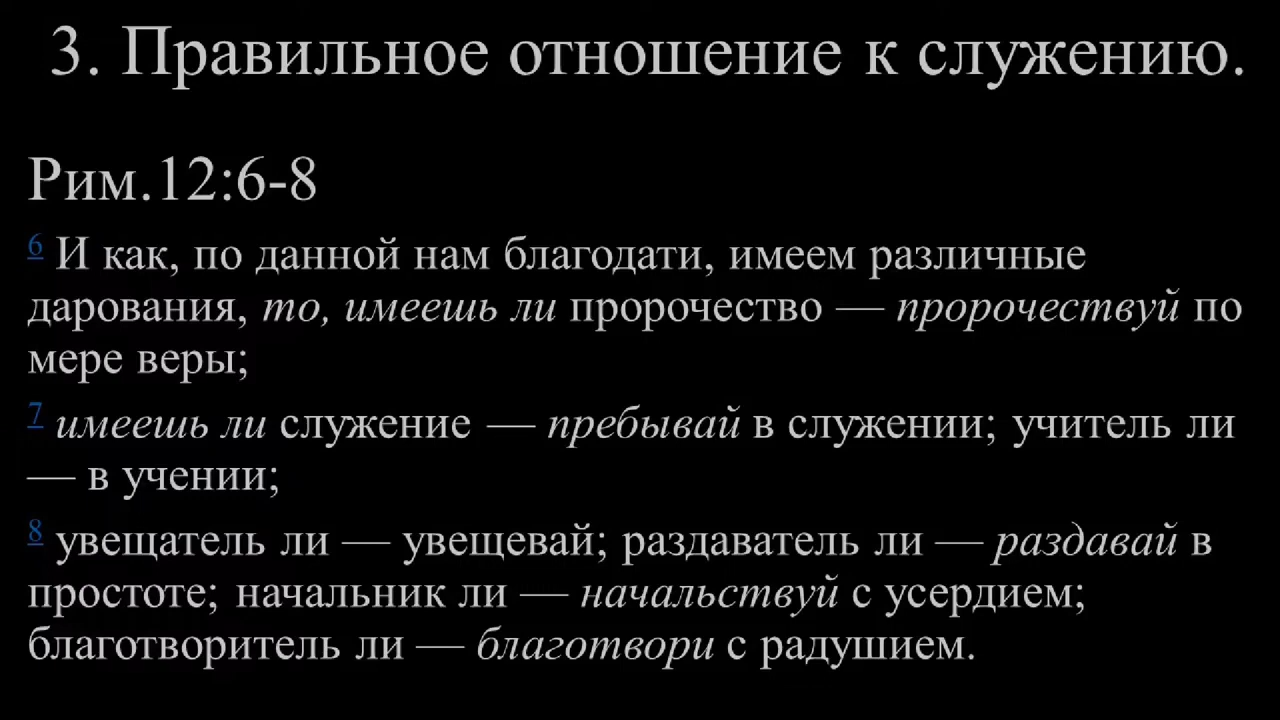 3. Правильное отношение к служению.
Рим.12:6-8
6 И как, по данной нам благодати, имеем различные
дарования, то, имеешь ли пророчество — пророчествуй по
мере веры;
7 имеешь ли служение — пребывай в служении; учитель ли
— в учении;
8 увещатель ли — увещевай; раздаватель ли — раздавай в
простоте; начальник ли — начальствуй с усердием;
благотворитель ли — благотвори с радушием.